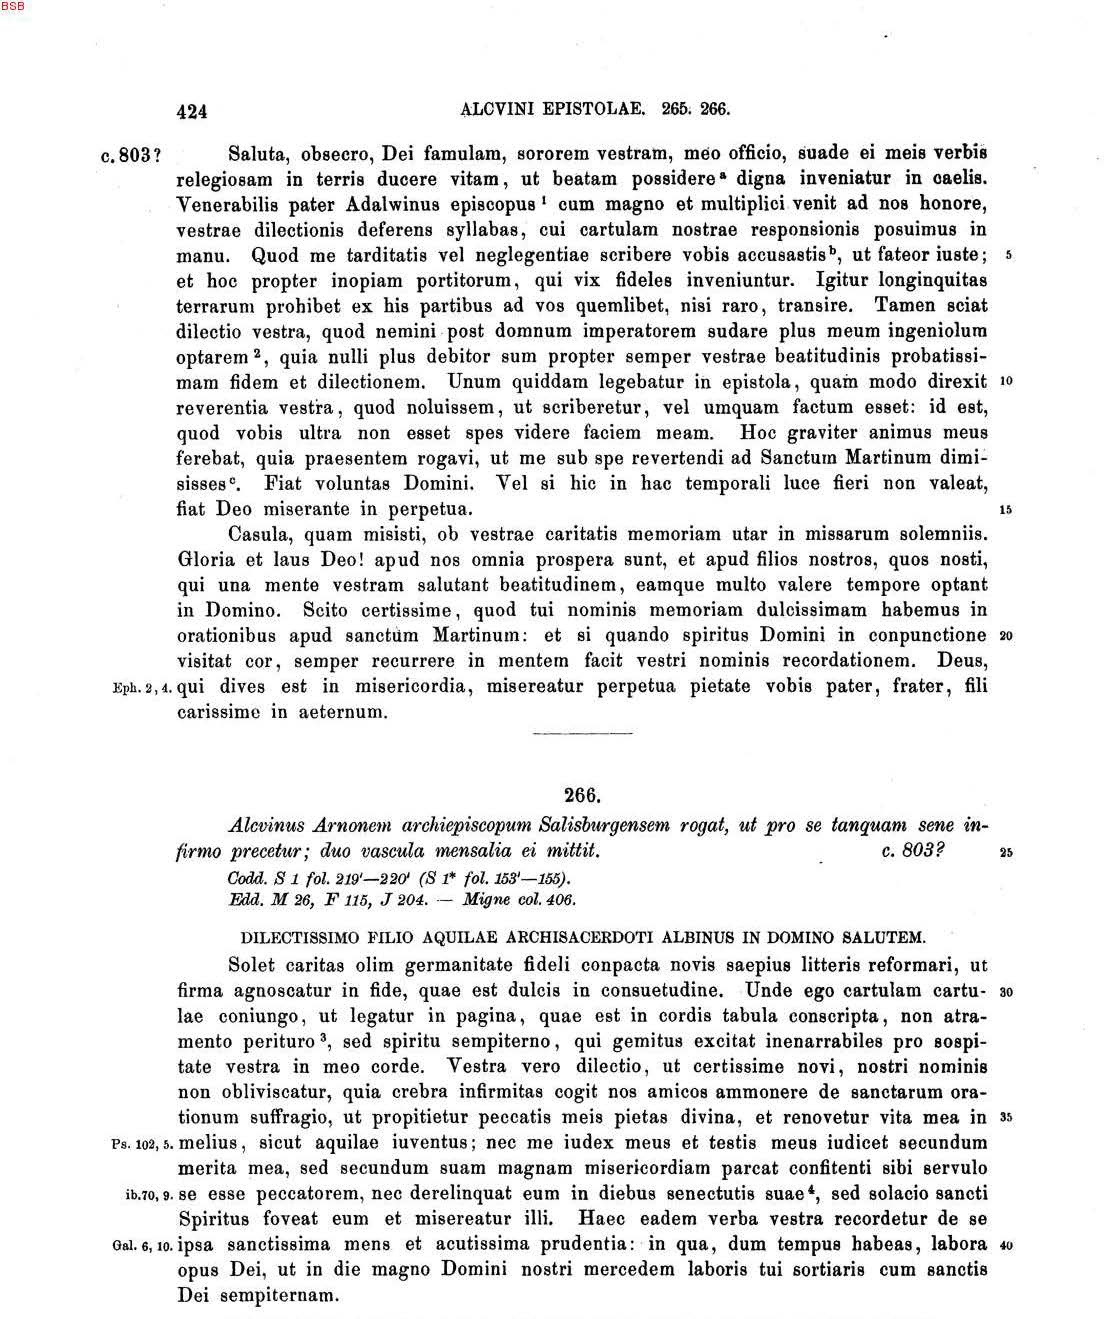 BSB
424 ALCVINI EPISTOLAE. 265. 266.
c. 803? Saluta, obsecro, Dei famulam, sororem vestram, meo officio, suade ei meis verbis
relegiosam in terris ducere vitam, ut beatam possidere a digna inveniatur in caelis.
Venerabilis pater Adalwinus episcopus 1 cum magno et multiplici venit ad nos honore,
vestrae dilectionis deferens syllabas, cui cartulam nostrae responsionis posuimus in
manu. Quod me tarditatis vel neglegentiae scribere vobis accusastis b, ut fateor iuste; 5
et hoc propter inopiam portitorum, qui vix fideles inveniuntur. Igitur longinquitas
terrarum prohibet ex his partibus ad vos quemlibet, nisi raro, transire. Tamen sciat
dilectio vestra, quod nemini post domnum imperatorem sudare plus meum ingeniolum
optarem 2, quia nulli plus debitor sum propter semper vestrae beatitudinis probatissi-
mam fidem et dilectionem. Unum quiddam legebatur in epistola, quam modo direxit 10
reverentia vestra, quod noluissem, ut scriberetur, vel umquam factum esset: id est,
quod vobis ultra non esset spes videre faciem meam. Hoc graviter animus meus
ferebat, quia praesentem rogavi, ut me sub spe revertendi ad Sanctum Martinum dimi-
sisses c. Fiat voluntas Domini. Vel si hic in hac temporali luce fieri non valeat,
fiat Deo miserante in perpetua. 15
Casula, quam misisti, ob vestrae caritatis memoriam utar in missarum solemniis.
Gloria et laus Deo! apud nos omnia prospera sunt, et apud filios nostros, quos nosti,
qui una mente vestram salutant beatitudinem, eamque multo valere tempore optant
in Domino. Scito certissime, quod tui nominis memoriam dulcissimam habemus in
orationibus apud sanctum Martinum: et si quando spiritus Domini in conpunctione 20
visitat cor, semper recurrere in mentem facit vestri nominis recordationem. Deus,
Eph. 2, 4. qui dives est in misericordia, misereatur perpetua pietate vobis pater, frater, fili
carissime in aeternum.
266.
Alcvinus Arnonem archiepiscopum Salisburgensem rogat, ut pro se tanquam sene in-
firmo precetur; duo vascula mensalia ei mittit. c. 803? 25
Codd. S 1 fol. 219'—220' (S 1* fol. 153'—155).
Edd. M 26, F 115, J 204. — Migne col. 406.
DILECTISSIMO FILIO AQUILAE ARCHISACERDOTI ALBINUS IN DOMINO SALUTEM.
Solet caritas olim germanitate fideli conpacta novis saepius litteris reformari, ut
firma agnoscatur in fide, quae est dulcis in consuetudine. Unde ego cartulam cartu- 30
lae coniungo, ut legatur in pagina, quae est in cordis tabula conscripta, non atra-
mento perituro 3, sed spiritu sempiterno, qui gemitus excitat inenarrabiles pro sospi-
tate vestra in meo corde. Vestra vero dilectio, ut certissime novi, nostri nominis
non obliviscatur, quia crebra infirmitas cogit nos amicos ammonere de sanctarum ora-
tionum suffragio, ut propitietur peccatis meis pietas divina, et renovetur vita mea in 35
Ps. 102, 5. melius, sicut aquilae iuventus; nec me iudex meus et testis meus iudicet secundum
merita mea, sed secundum suam magnam misericordiam parcat confitenti sibi servulo
ib. 70, 9. se esse peccatorem, nec derelinquat eum in diebus senectutis suae 4, sed solacio sancti
Spiritus foveat eum et misereatur illi. Haec eadem verba vestra recordetur de se
Gal. 6, 10. ipsa sanctissima mens et acutissima prudentia: in qua, dum tempus habeas, labora 40
opus Dei, ut in die magno Domini nostri mercedem laboris tui sortiaris cum sanctis
Dei sempiternam.